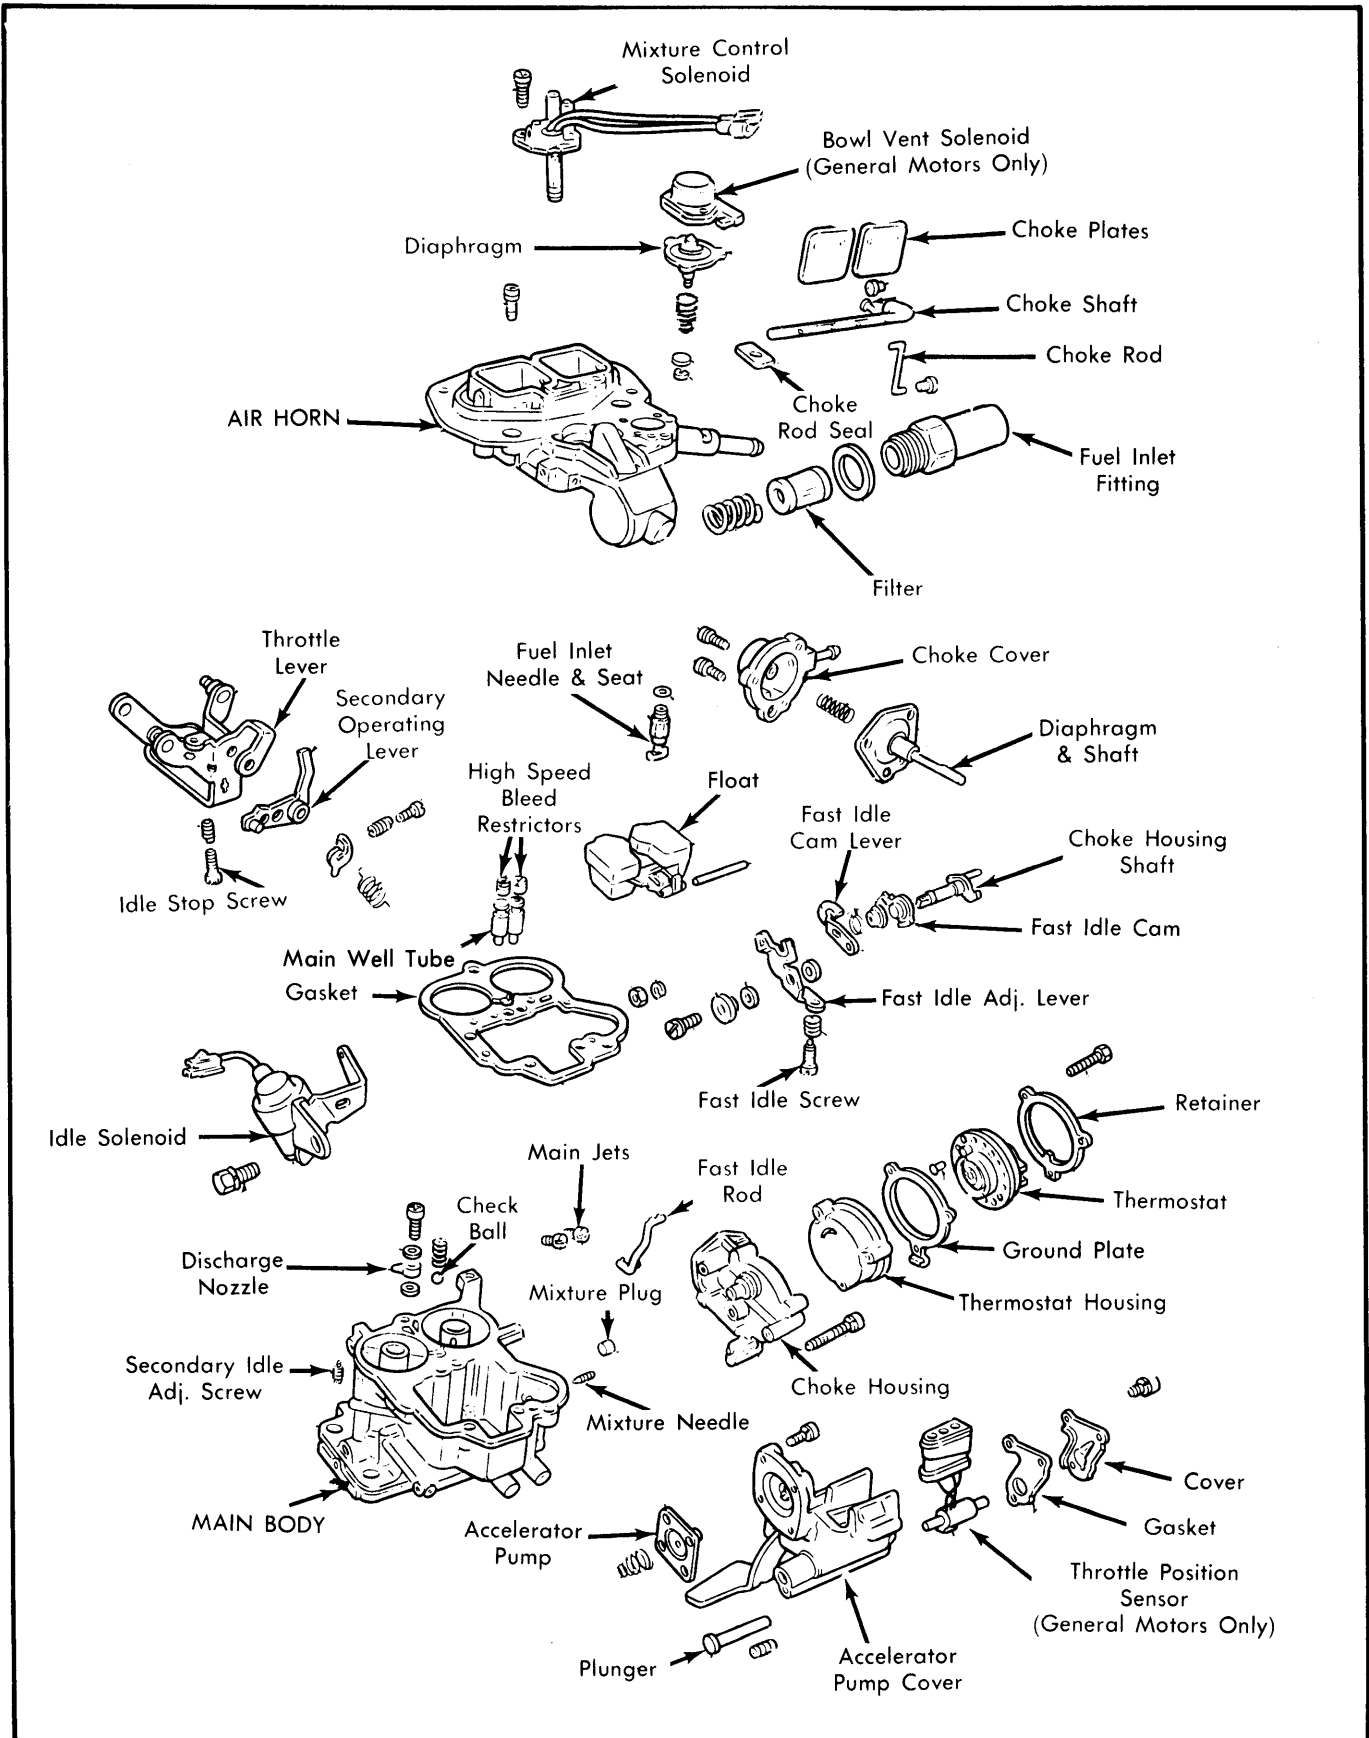 Mixture Control
Solenoid
Bowl Vent Solenoid
(General Motors Only)
Diaphragm
Choke Plates
Choke Shaft
Choke Rod
Choke
Rod Seal
AIR HORN
Fuel Inlet
Fitting
Filter
Throttle
Lever
Secondary
Operating
Lever
Fuel Inlet
Needle & Seat
Choke Cover
Diaphragm
& Shaft
High Speed
Bleed
Restrictors
Float
Fast Idle
Cam Lever
Choke Housing
Shaft
Idle Stop Screw
Fast Idle Cam
Main Well Tube
Gasket
Fast Idle Adj. Lever
Fast Idle Screw
Retainer
Idle Solenoid
Main Jets
Fast Idle
Rod
Thermostat
Check
Ball
Ground Plate
Discharge
Nozzle
Mixture Plug
Thermostat Housing
Secondary Idle
Adj. Screw
Choke Housing
Mixture Needle
Cover
MAIN BODY
Accelerator
Pump
Gasket
Throttle Position
Sensor
(General Motors Only)
Plunger
Accelerator
Pump Cover